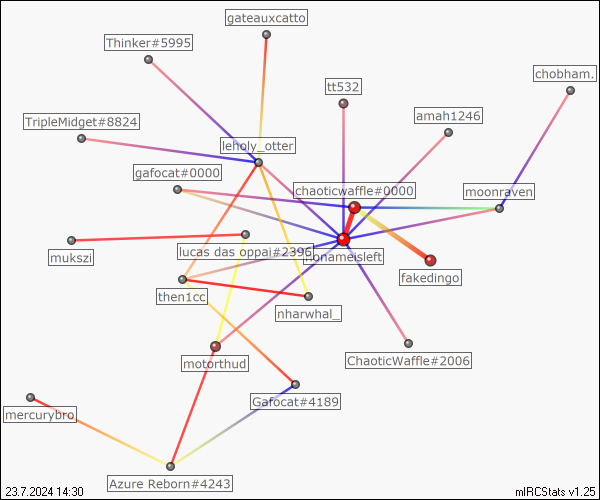 gateauxcatto
Thinker#5995
chobham.
tt532
amah1246
TripleMidget#8824
leholy_otter
gafocat#0000
chaoticwaffle#0000
moonraven
lucas das oppai#2396
nonameisleft
mukszi
fakedingo
then1cc
nharwhal_
motorthud
ChaoticWaffle#2006
Gafocat#4189
mercurybro
Azure Reborn#4243
23.7.2024 14:30
mIRCStats v1.25